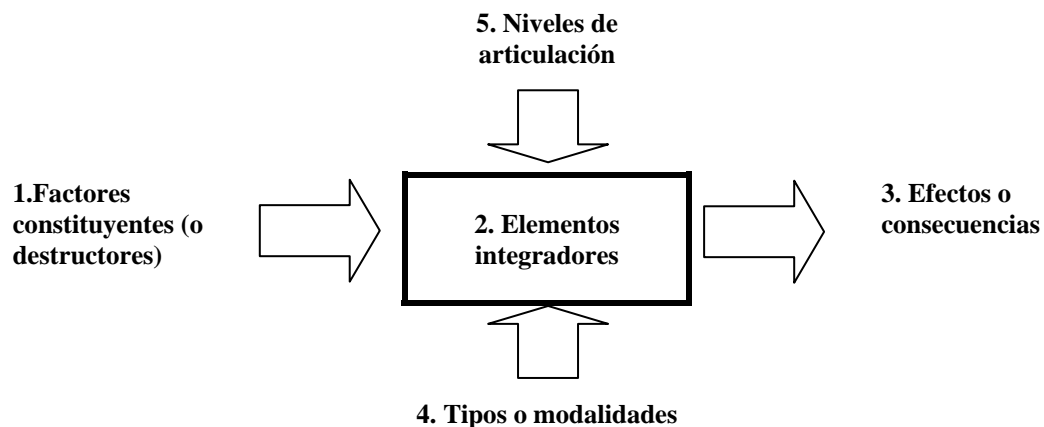 5. Niveles de
articulación
1.Factores
constituyentes (o
destructores)
2. Elementos
integradores
3. Efectos o
consecuencias
4. Tipos o modalidades